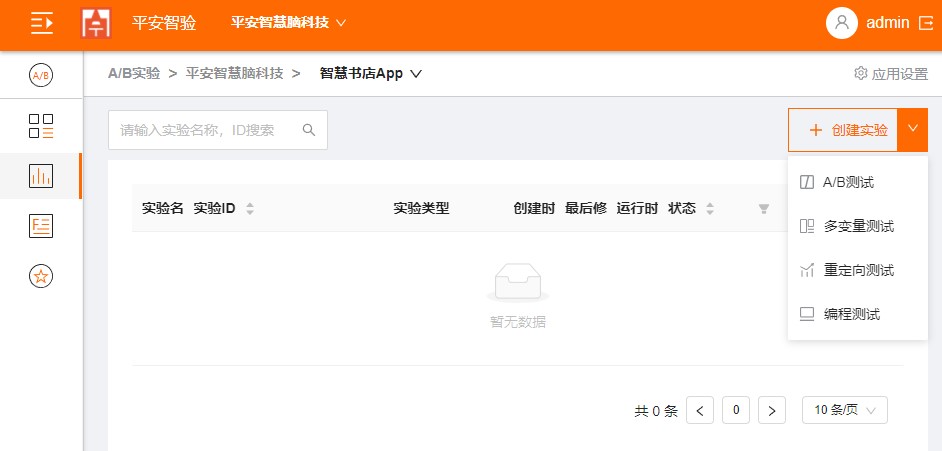 平安智验 平安智慧脑科技 admin
A/B
A/B实验 > 平安智慧脑科技 > 智慧书店App 应用设置
请输入实验名称，ID搜索 + 创建实验
A/B测试
多变量测试
重定向测试
编程测试
实验名 实验ID 实验类型 创建时 最后修 运行时 状态
暂无数据
共 0 条 < 0 > 10 条/页